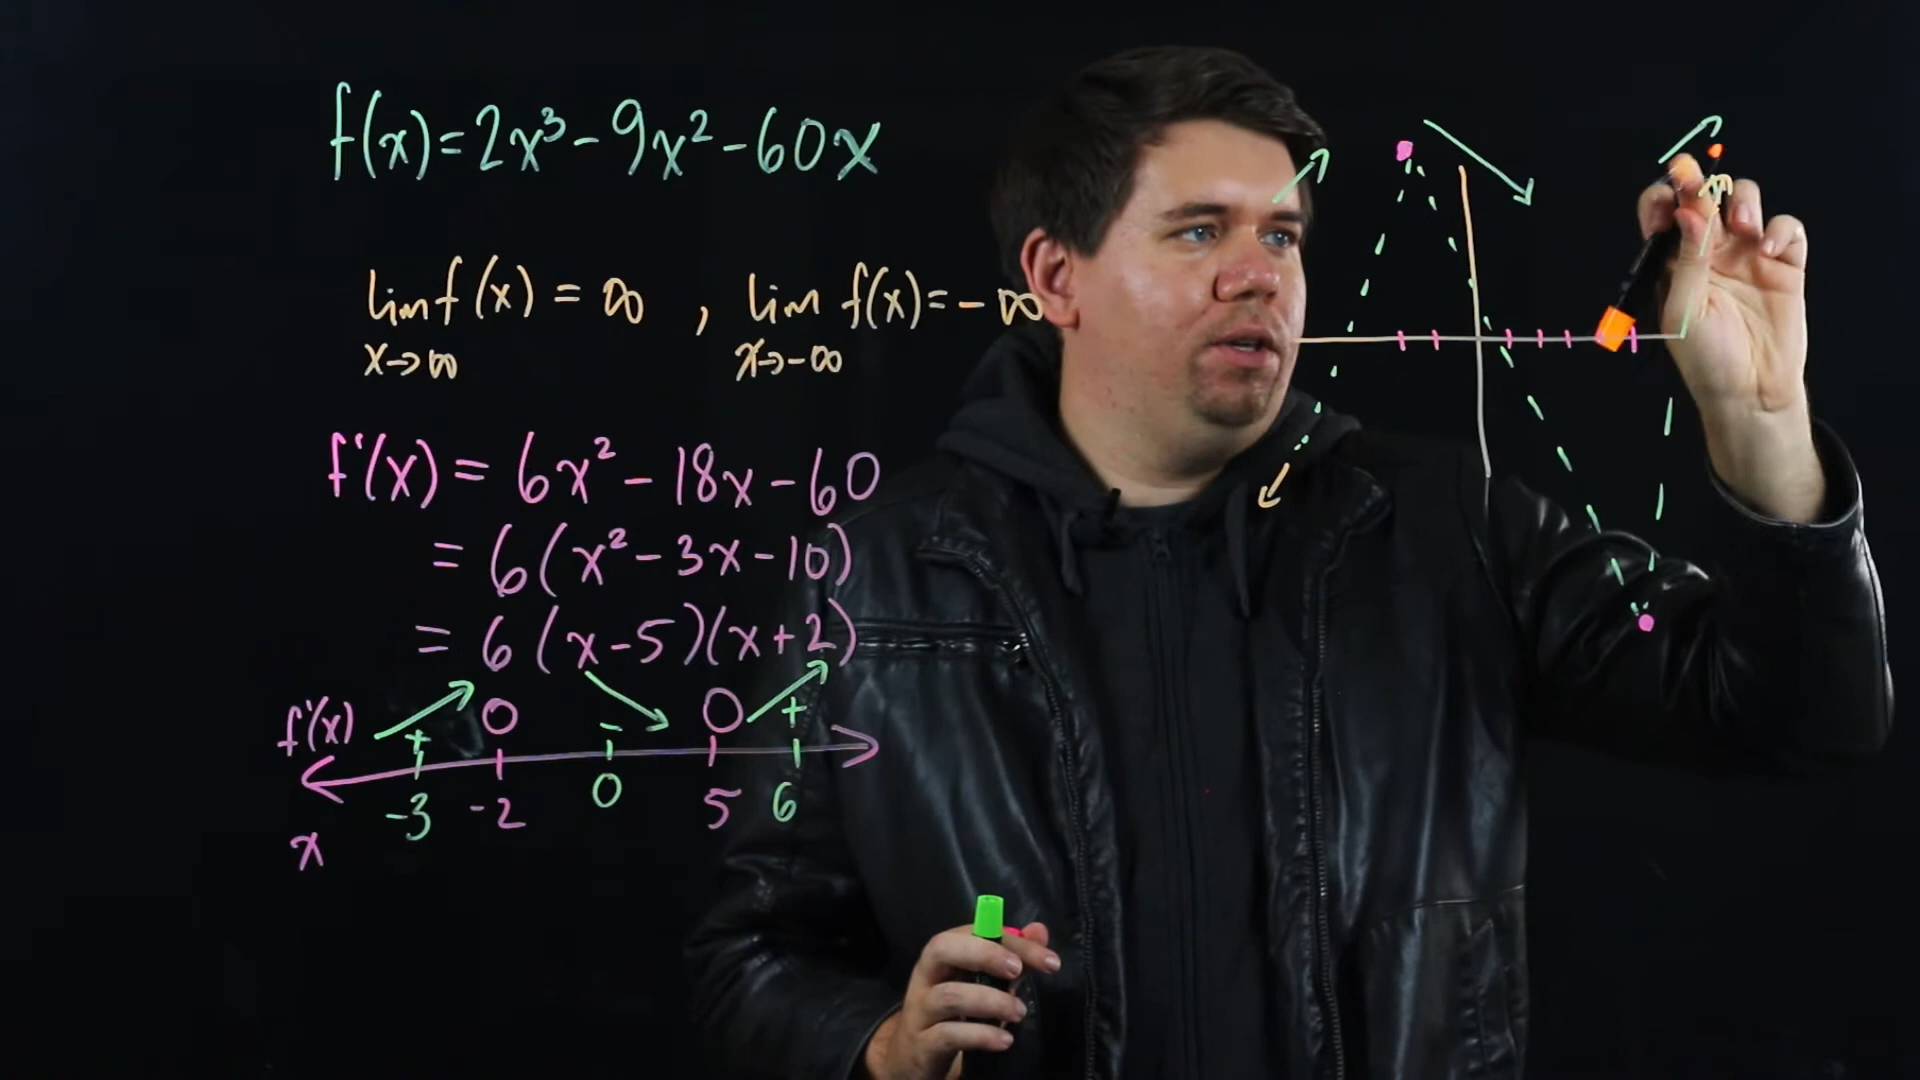 f(x)=2x³-9x²-60x
lim f(x) = ∞ , lim f(x) = -∞
x→∞ x→-∞
f'(x) = 6x² - 18x - 60
= 6(x² - 3x - 10)
= 6(x-5)(x+2)
f'(x) + 0 - 0 +
-3 -2 0 5 6
x